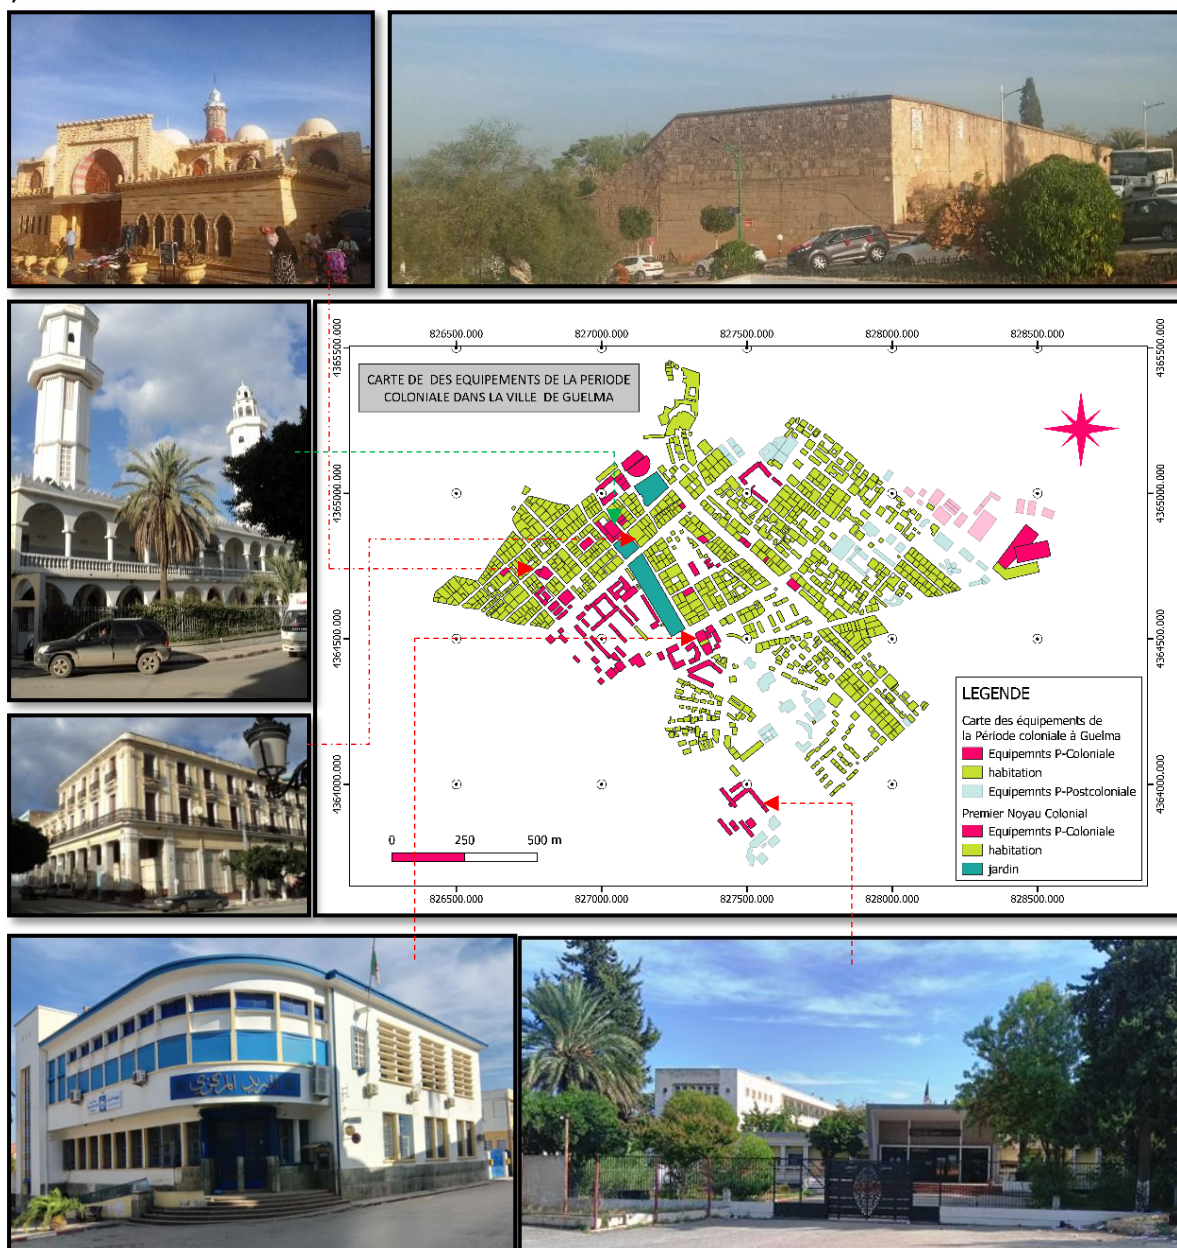 826500.000 827000.000 827500.000 828000.000 828500.000
4365500.000 4365500.000
CARTE DE DES EQUIPEMENTS DE LA PERIODE
COLONIALE DANS LA VILLE DE GUELMA
4365000.000 4365000.000
4364500.000 4364500.000
LEGENDE
Carte des équipements de
la Période coloniale à Guelma
Equipemnts P-Coloniale
habitation
Equipemnts P-Postcoloniale
Premier Noyau Colonial
Equipemnts P-Coloniale
habitation
jardin
4364000.000 4364000.000
0 250 500 m
826500.000 827000.000 827500.000 828000.000 828500.000
البريد المركزي